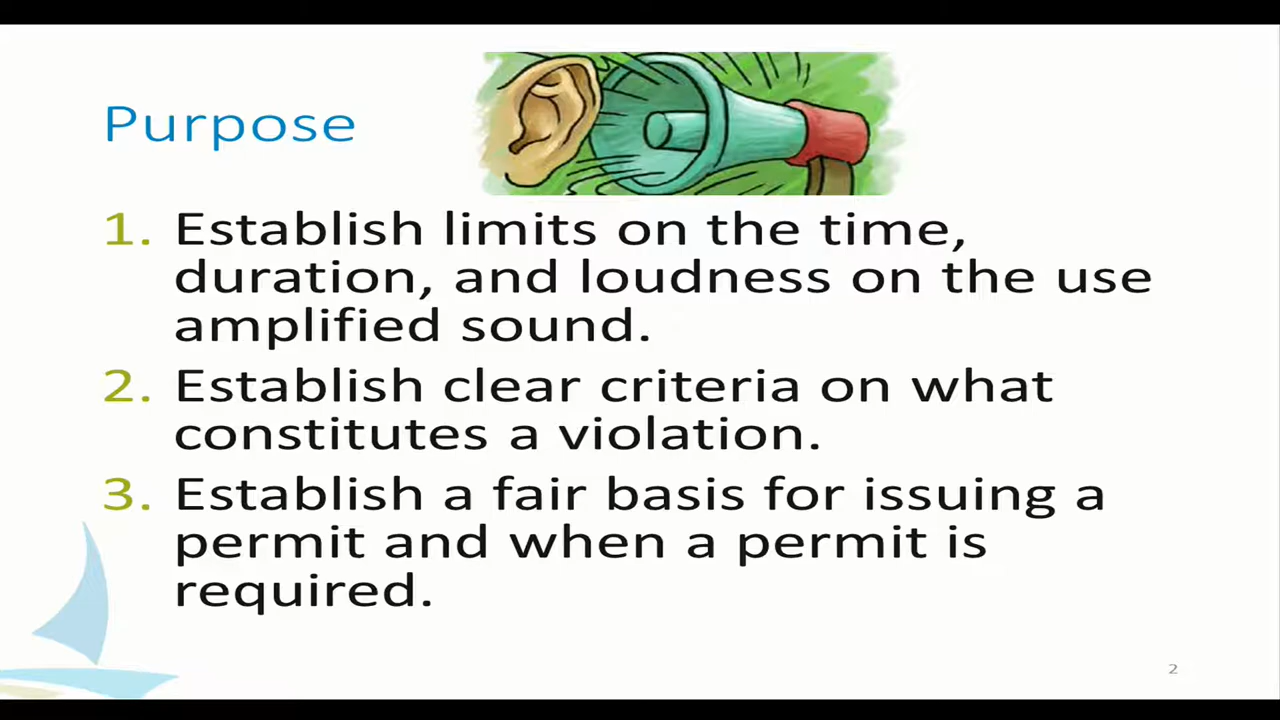 Purpose
1. Establish limits on the time,
duration, and loudness on the use
amplified sound.
2. Establish clear criteria on what
constitutes a violation.
3. Establish a fair basis for issuing a
permit and when a permit is
required.
2